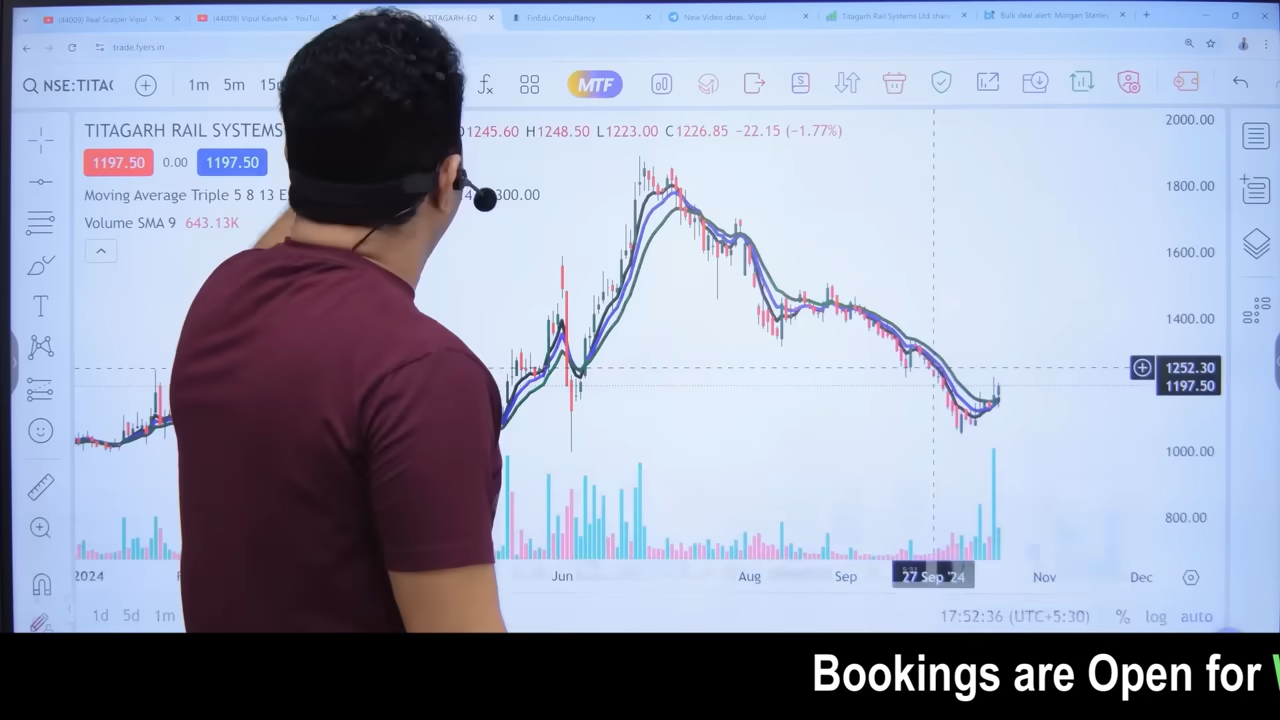 (44009) Real Scalper Vipul - You
(44009) Vipul Kaushik - YouTu
TITAGARH-EQ
FinEdu Consultancy
New Video ideas..Vipul
Titagarh Rail Systems Ltd shar
Bulk deal alert: Morgan Stanley
trade.fyers.in
NSE:TITA
1m 5m 15
MTF
TITAGARH RAIL SYSTEMS
1245.60 H1248.50 L1223.00 C1226.85 −22.15 (−1.77%)
1197.50 0.00 1197.50
Moving Average Triple 5 8 13 E
300.00
Volume SMA 9 643.13K
2000.00
1800.00
1600.00
1400.00
1252.30
1197.50
1000.00
800.00
2024
Jun
Aug
Sep
27 Sep '24
Nov
Dec
1d 5d 1m
17:52:36 (UTC+5:30) % log auto
Bookings are Open for